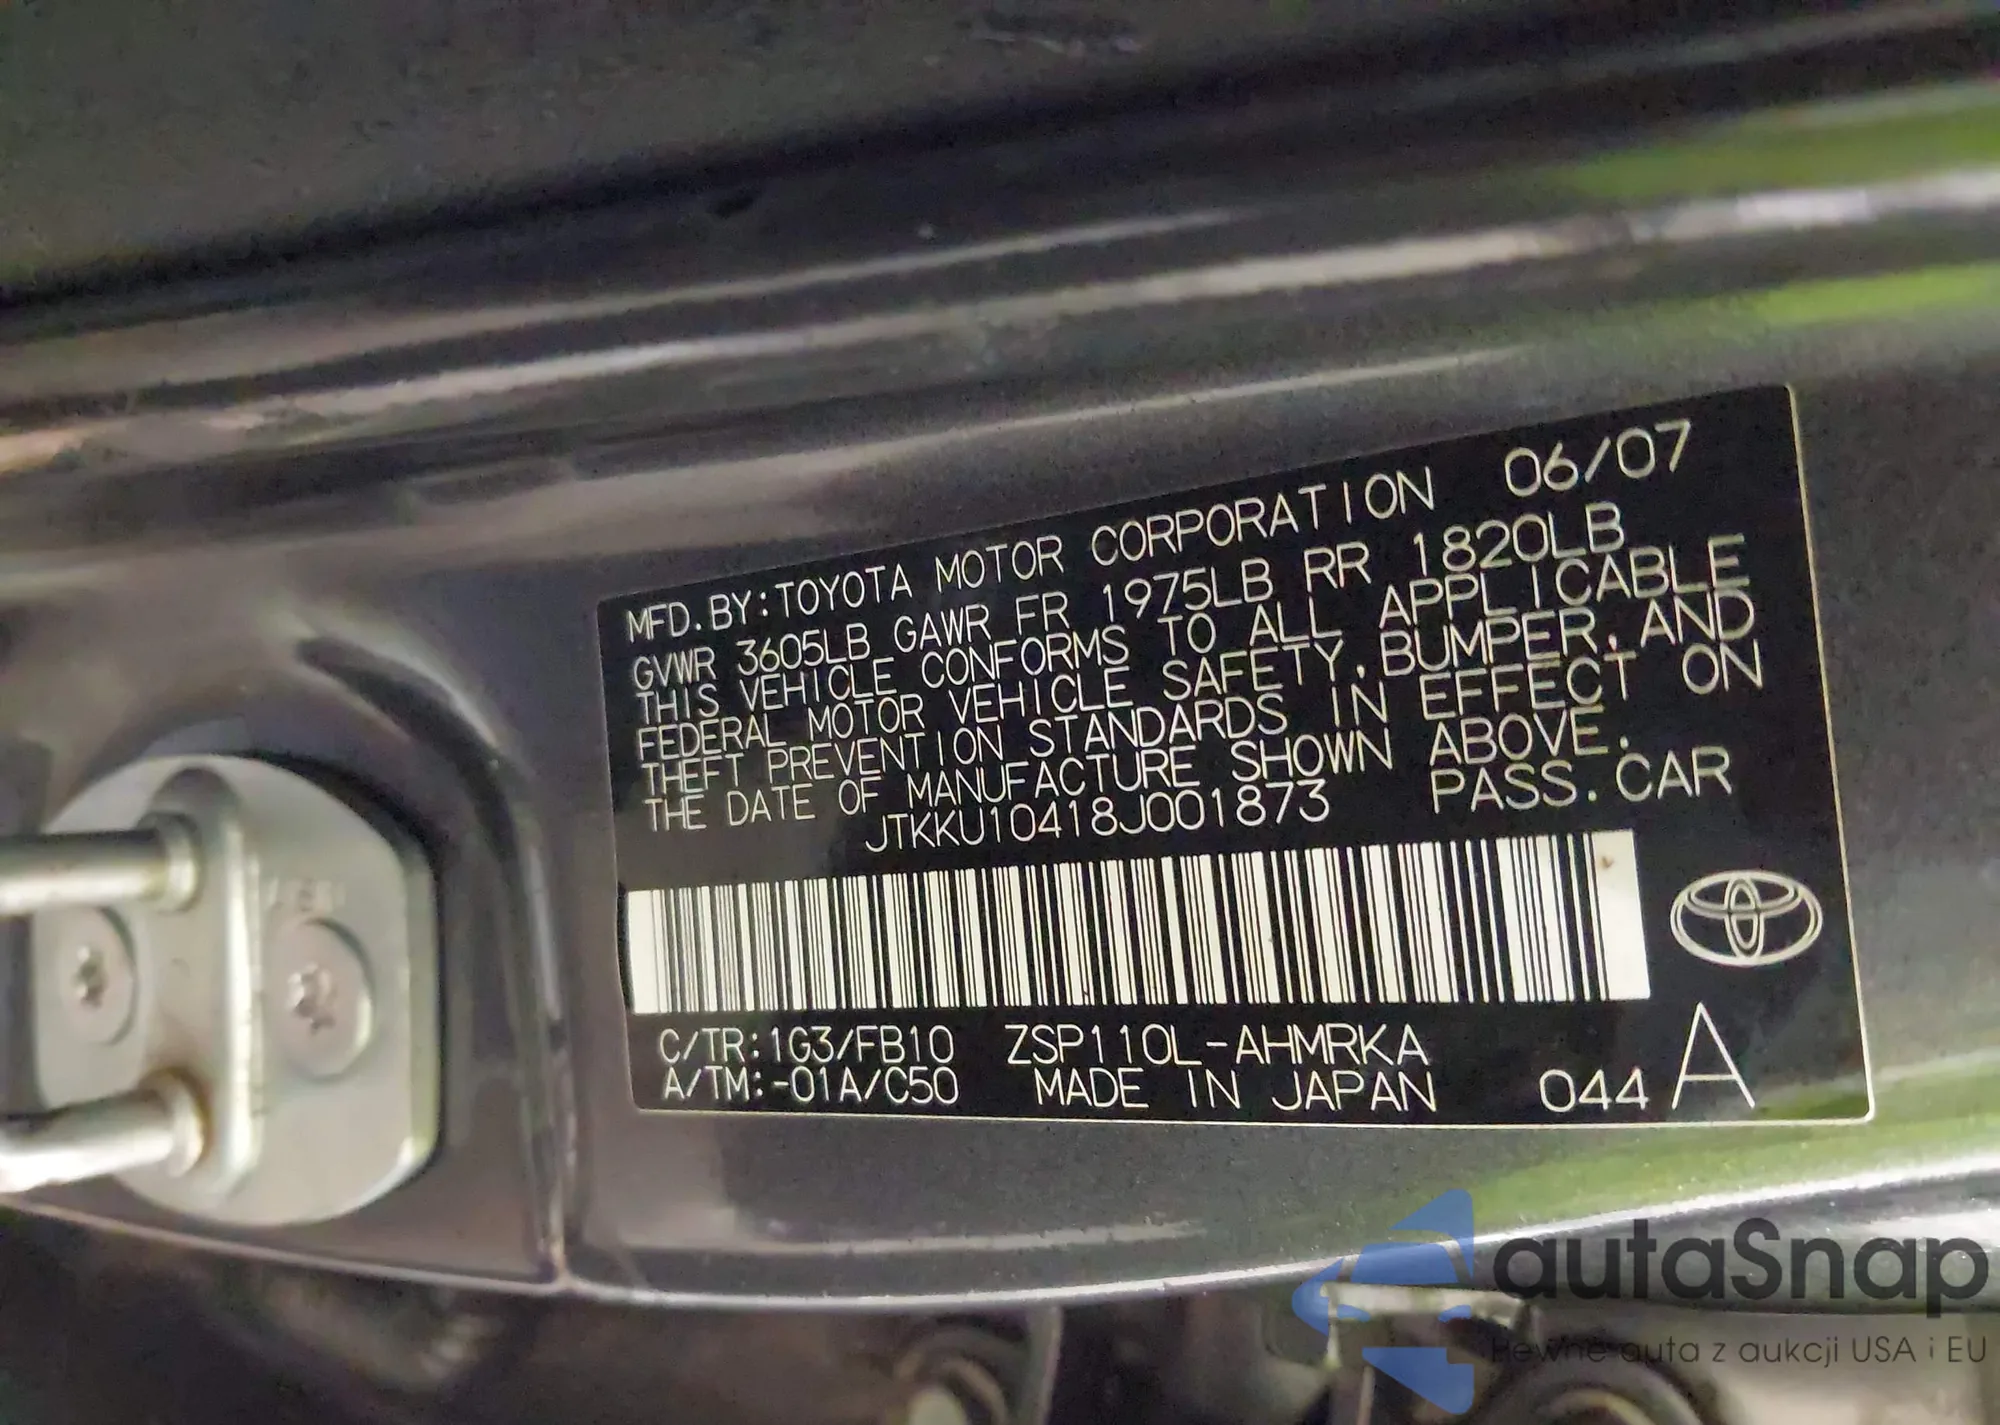 MFD.BY:TOYOTA MOTOR CORPORATION 06/07
GVWR 3605LB GAWR FR 1975LB RR 1820LB
THIS VEHICLE CONFORMS TO ALL APPLICABLE
FEDERAL MOTOR VEHICLE SAFETY,BUMPER,AND
THEFT PREVENTION STANDARDS IN EFFECT ON
THE DATE OF MANUFACTURE SHOWN ABOVE.
JTKKU10418J001873 PASS.CAR
C/TR:1G3/FB10 ZSP110L-AHMRKA
A/TM:-01A/C50 MADE IN JAPAN 044 A
autaSnap
Pewne auta z aukcji USA i EU